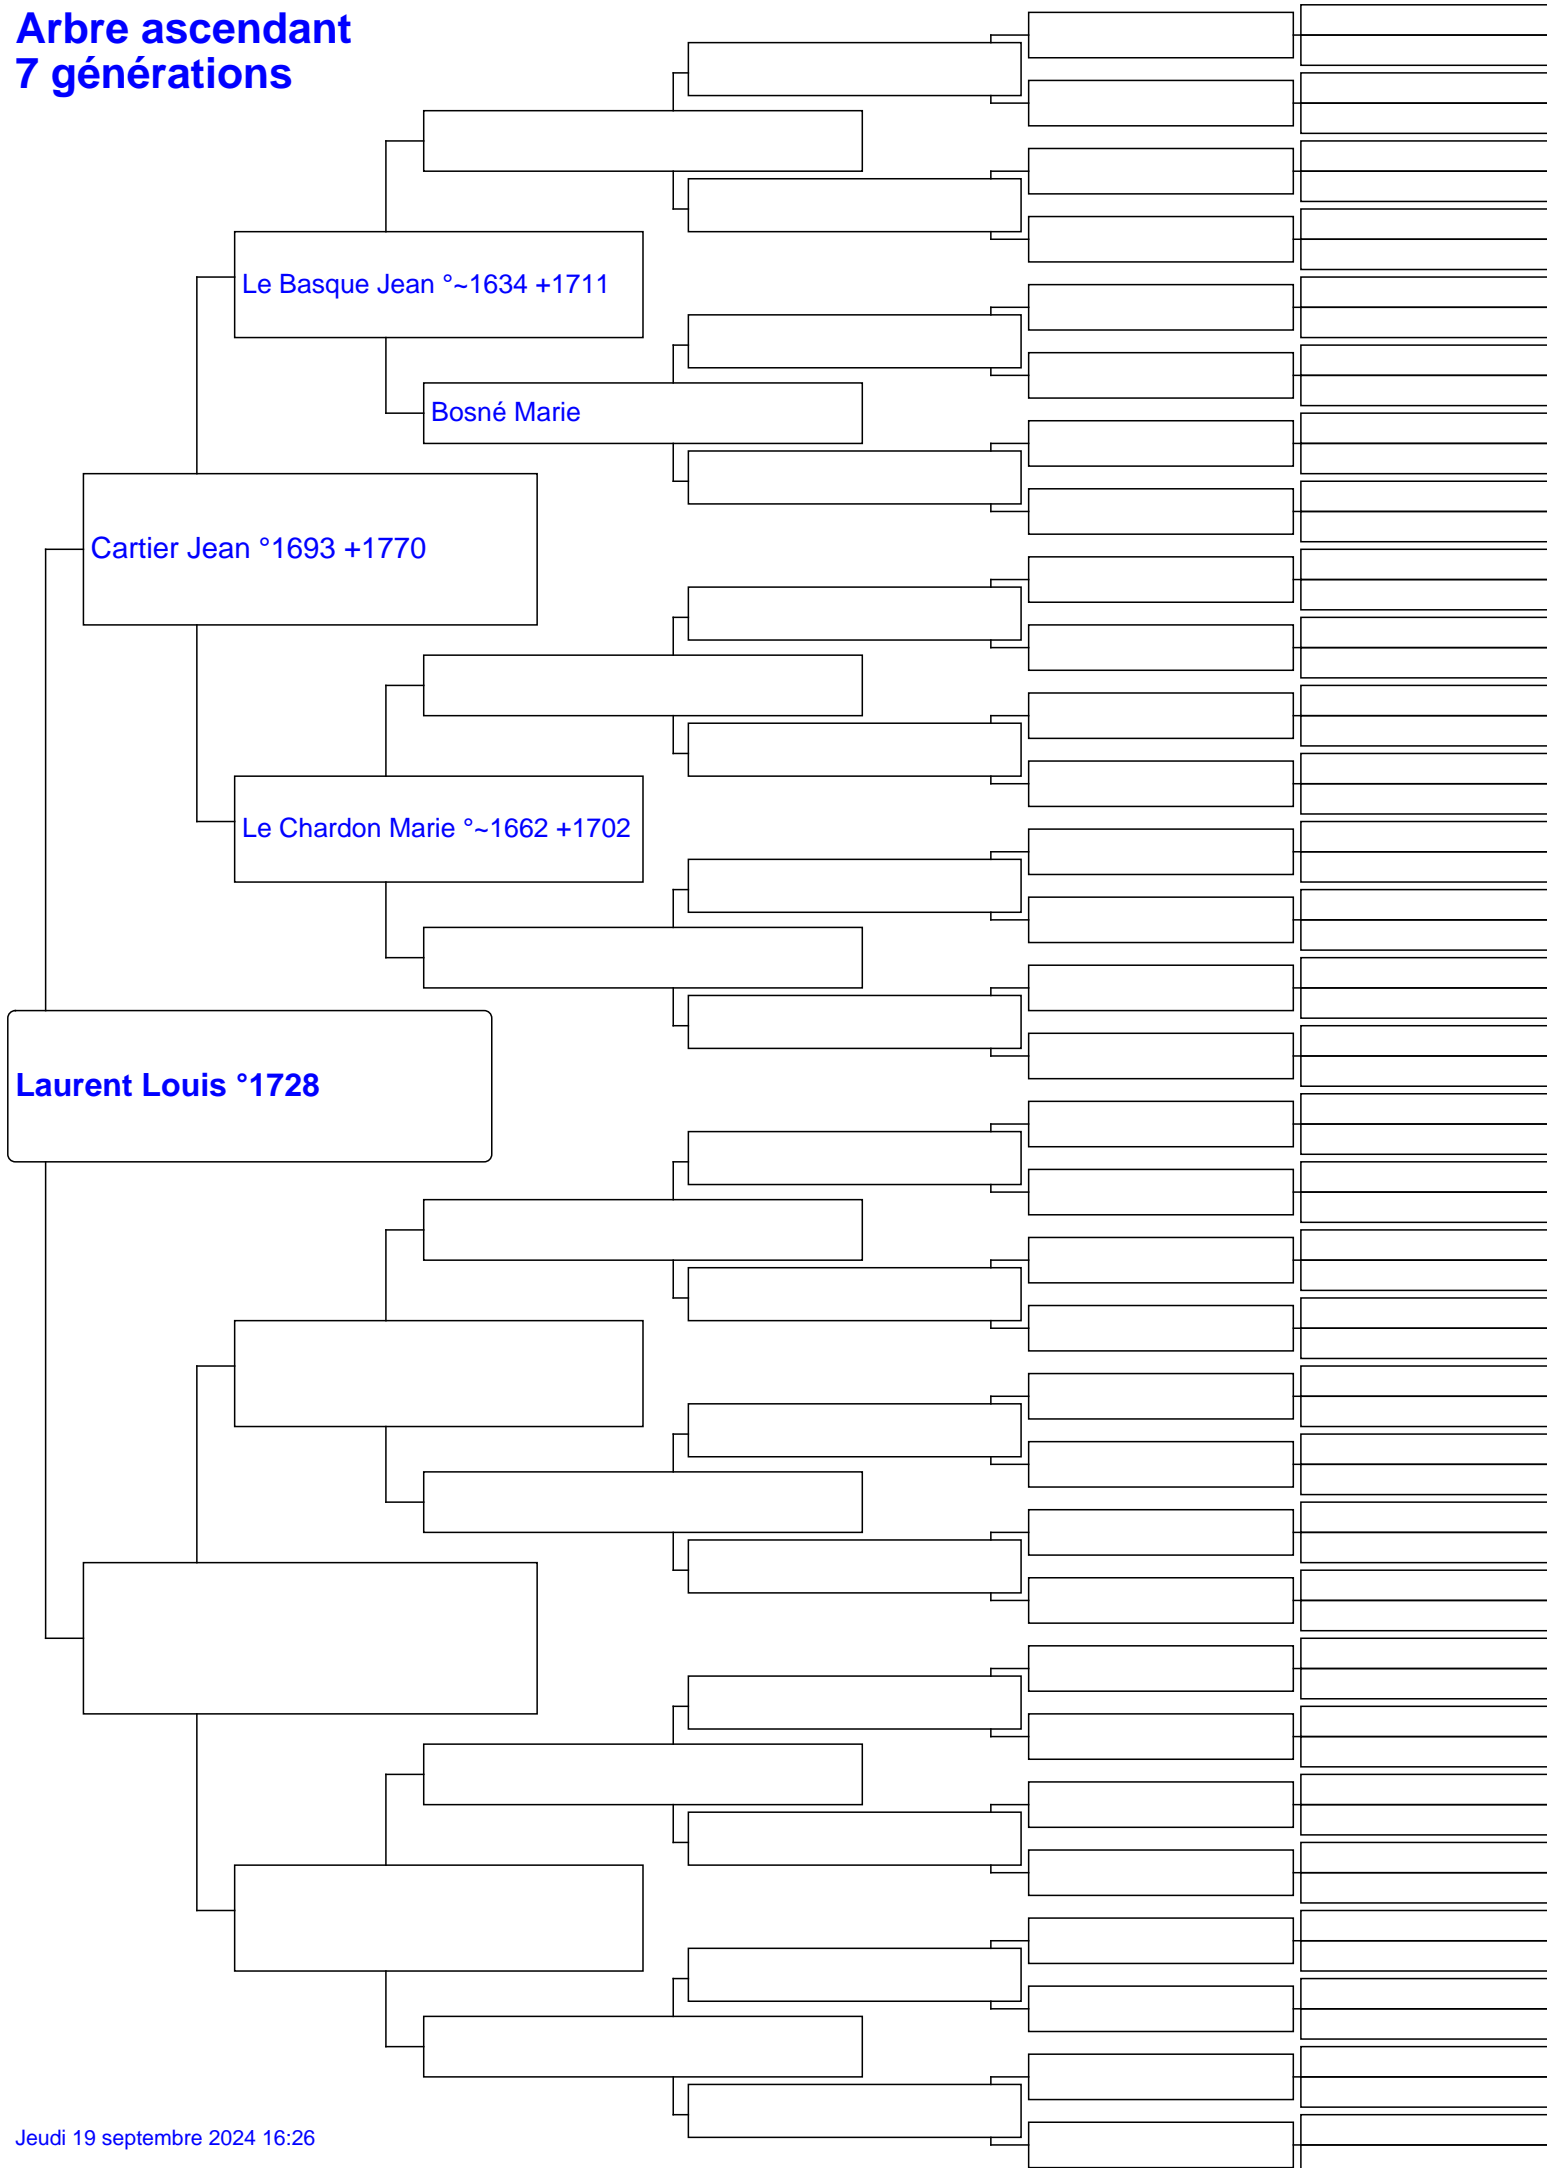 Arbre ascendant
7 générations
Le Basque Jean °~1634 +1711
Bosné Marie
Cartier Jean °1693 +1770
Le Chardon Marie °~1662 +1702
Laurent Louis °1728
Jeudi 19 septembre 2024 16:26